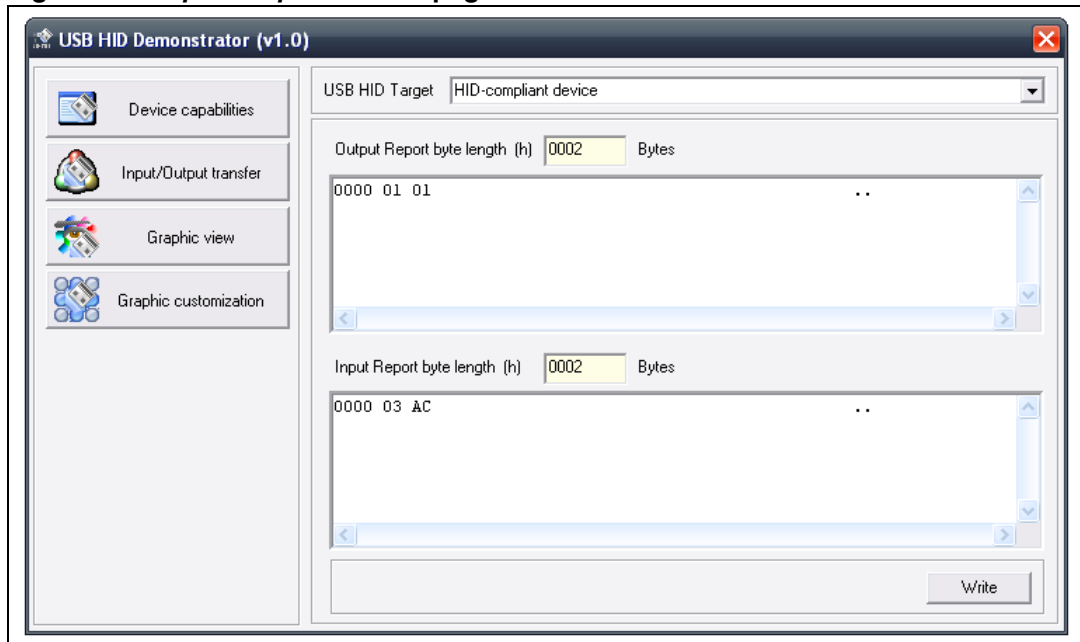 USB HID Demonstrator (v1.0)
Device capabilities
Input/Output transfer
Graphic view
Graphic customization
USB HID Target HID-compliant device
Output Report byte length (h) 0002 Bytes
0000 01 01 ..
Input Report byte length (h) 0002 Bytes
0000 03 AC ..
Write